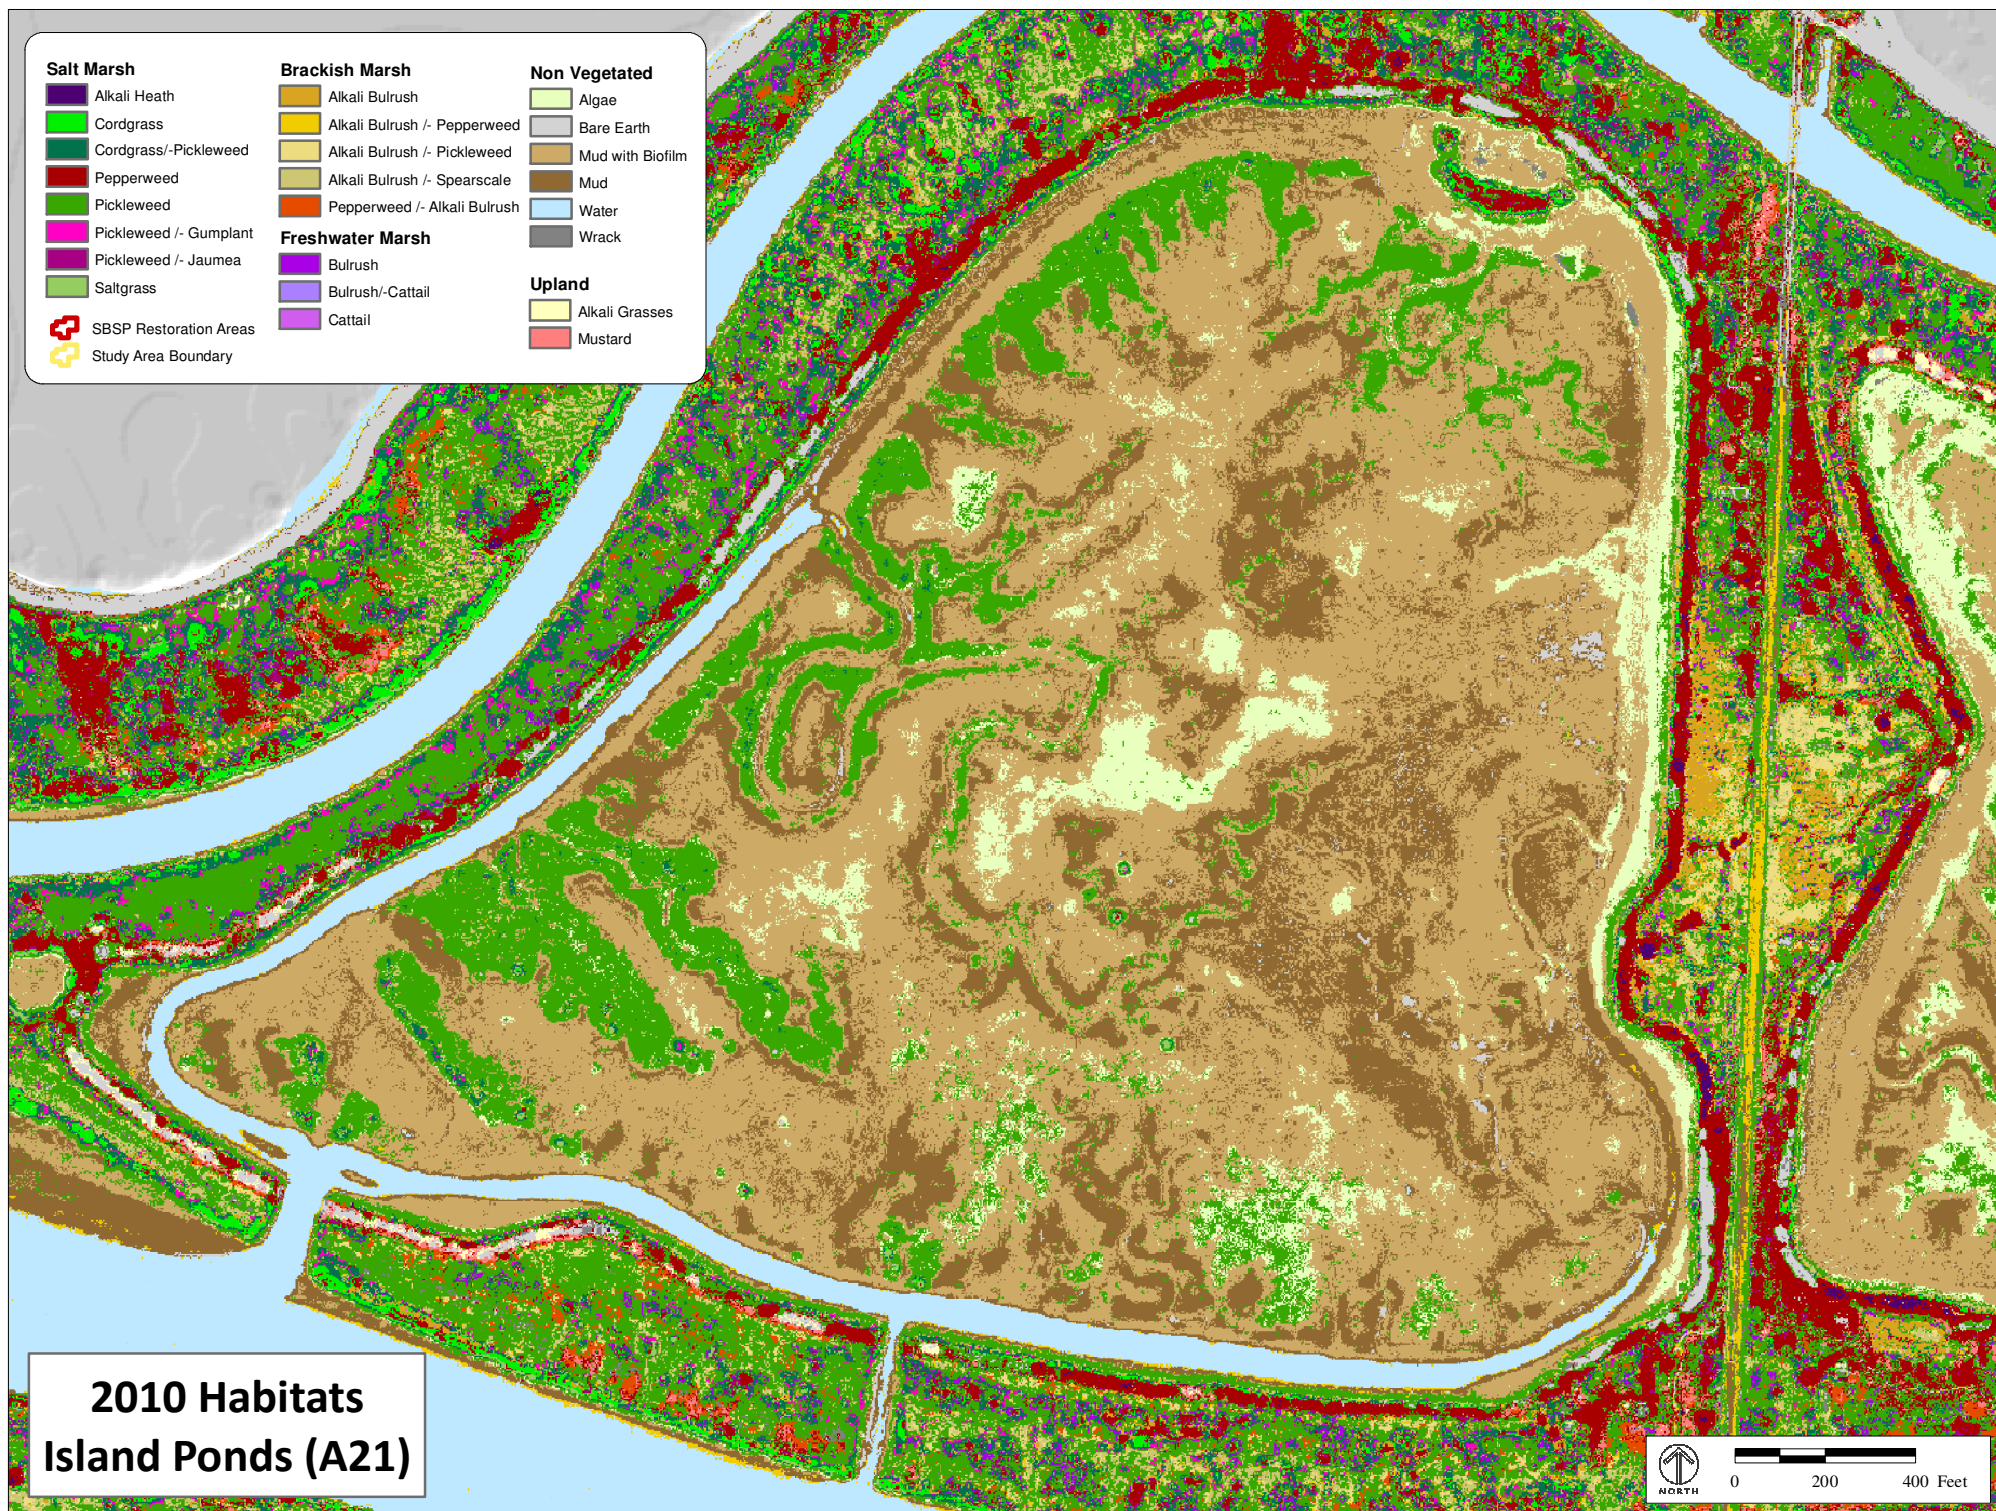 Salt Marsh
Alkali Heath
Cordgrass
Cordgrass/-Pickleweed
Pepperweed
Pickleweed
Pickleweed /- Gumplant
Pickleweed /- Jaumea
Saltgrass
SBSP Restoration Areas
Study Area Boundary
Brackish Marsh
Alkali Bulrush
Alkali Bulrush /- Pepperweed
Alkali Bulrush /- Pickleweed
Alkali Bulrush /- Spearscale
Pepperweed /- Alkali Bulrush
Freshwater Marsh
Bulrush
Bulrush/-Cattail
Cattail
Non Vegetated
Algae
Bare Earth
Mud with Biofilm
Mud
Water
Wrack
Upland
Alkali Grasses
Mustard
2010 Habitats
Island Ponds (A21)
NORTH
0 200 400 Feet